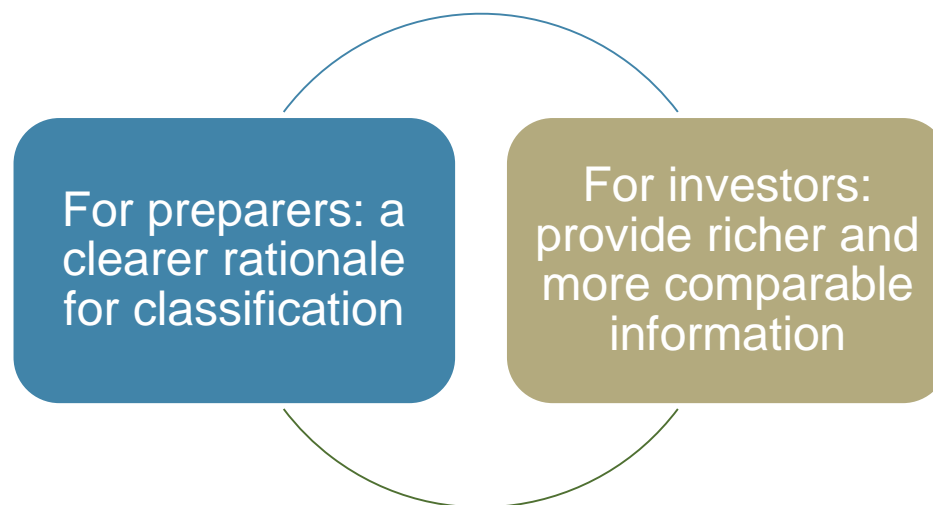 For preparers: a
clearer rationale
for classification
For investors:
provide richer and
more comparable
information